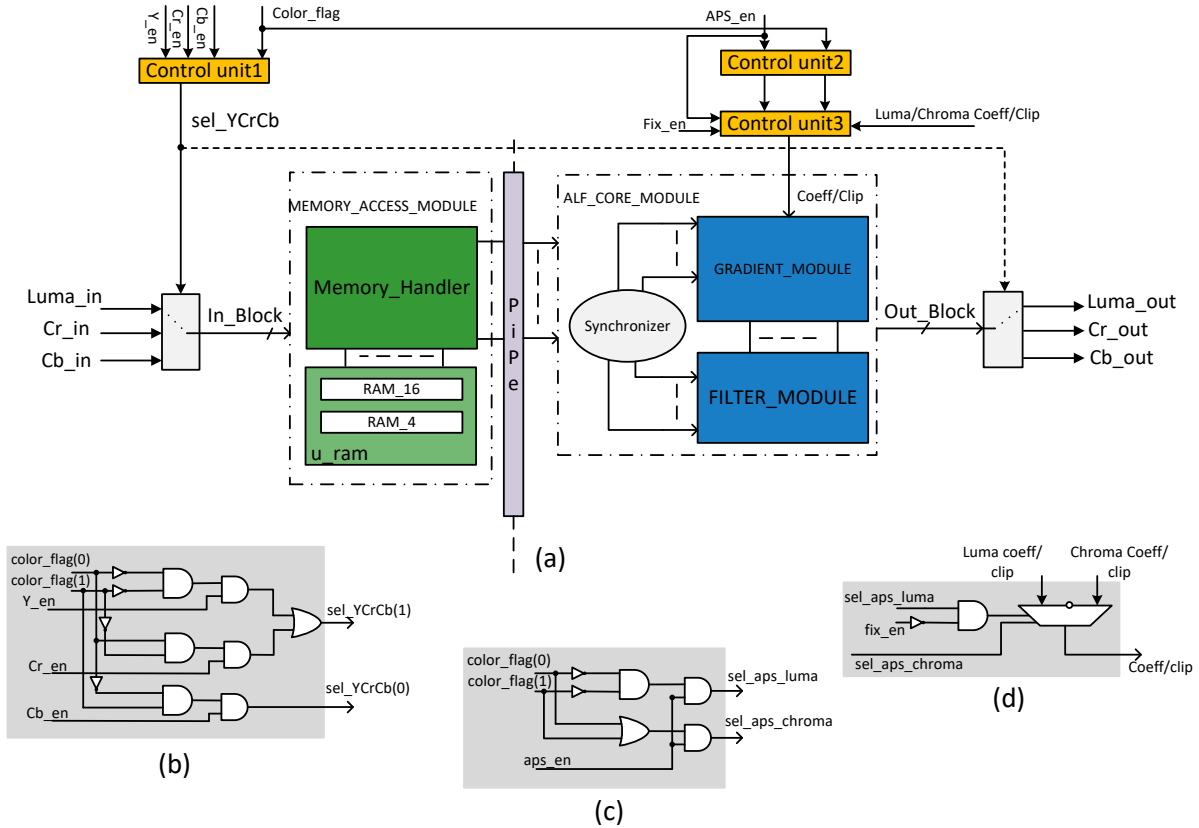 Y_en
Cr_en
Cb_en
Color_flag
APS_en
Control unit1
Control unit2
sel_YCrCb
Fix_en
Control unit3
Luma/Chroma Coeff/Clip
MEMORY_ACCESS_MODULE
ALF_CORE_MODULE
Coeff/Clip
Memory_Handler
GRADIENT_MODULE
PiPe
Luma_in
Cr_in
Cb_in
In_Block
Synchronizer
Out_Block
Luma_out
Cr_out
Cb_out
RAM_16
RAM_4
u_ram
FILTER_MODULE
(a)
color_flag(0)
color_flag(1)
Y_en
sel_YCrCb(1)
Cr_en
sel_YCrCb(0)
Cb_en
(b)
color_flag(0)
color_flag(1)
sel_aps_luma
sel_aps_chroma
aps_en
(c)
Luma coeff/
clip
Chroma Coeff/
clip
sel_aps_luma
fix_en
sel_aps_chroma
Coeff/clip
(d)